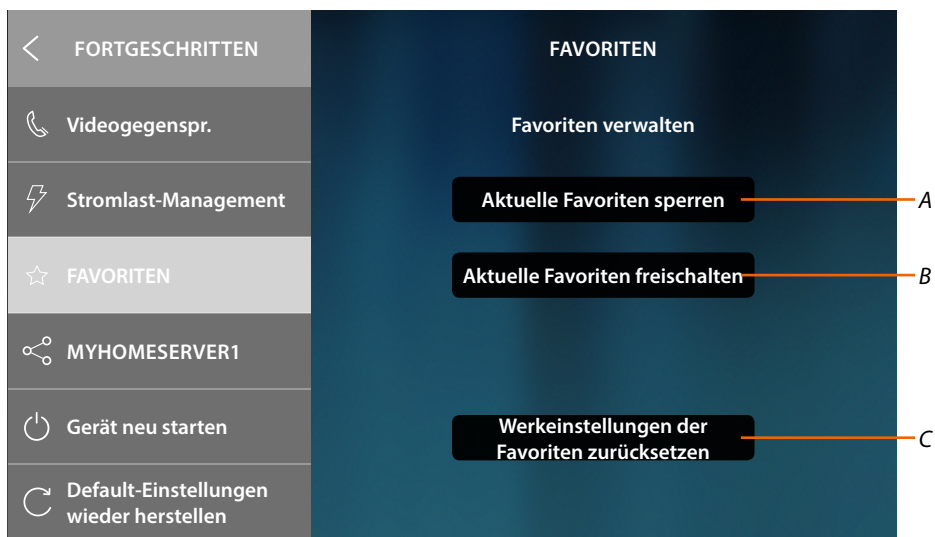 FORTGESCHRITTEN
Videogegenspr.
Stromlast-Management
FAVORITEN
MYHOMESERVER1
Gerät neu starten
Default-Einstellungen
wieder herstellen
FAVORITEN
Favoriten verwalten
Aktuelle Favoriten sperren
A
Aktuelle Favoriten freischalten
B
Werkeinstellungen der
Favoriten zurücksetzen
C